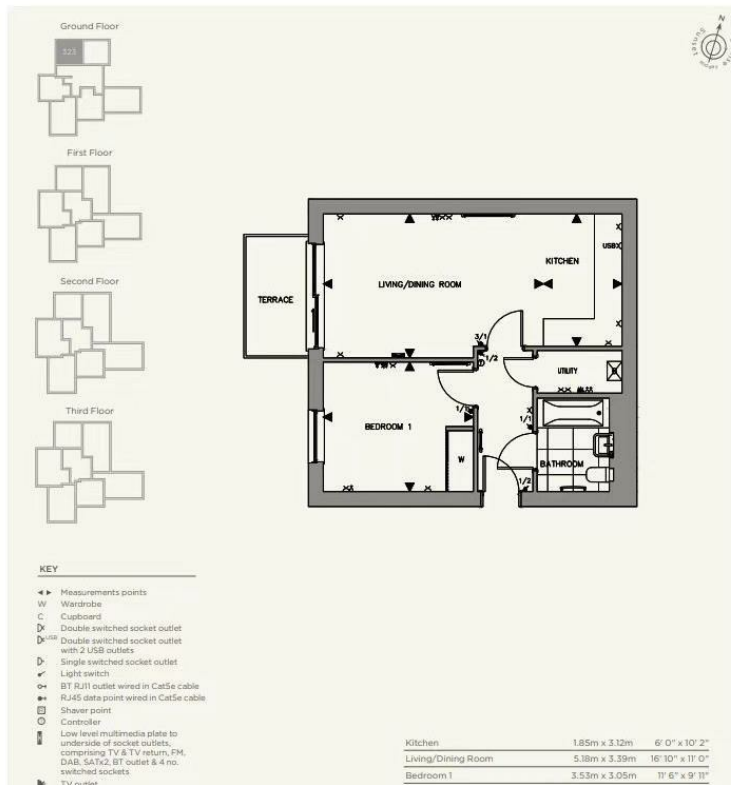 Ground Floor
323
First Floor
Second Floor
Third Floor
N
Sunset
TERRACE
LIVING/DINING ROOM
KITCHEN
USB
3/1
1/2
UTILITY
BEDROOM 1
1/1
1/1
W
BATHROOM
1/2
KEY
Measurements points
W Wardrobe
C Cupboard
Double switched socket outlet
USB Double switched socket outlet
with 2 USB outlets
Single switched socket outlet
Light switch
BT RJ11 outlet wired in Cat5e cable
RJ45 data point wired in Cat5e cable
Shaver point
Controller
Low level multimedia plate to
underside of socket outlets,
comprising TV & TV return, FM,
DAB, SATx2, BT outlet & 4 no.
switched sockets
TV outlet
Kitchen 1.85m x 3.12m 6' 0" x 10' 2"
Living/Dining Room 5.18m x 3.39m 16' 10" x 11' 0"
Bedroom 1 3.53m x 3.05m 11' 6" x 9' 11"